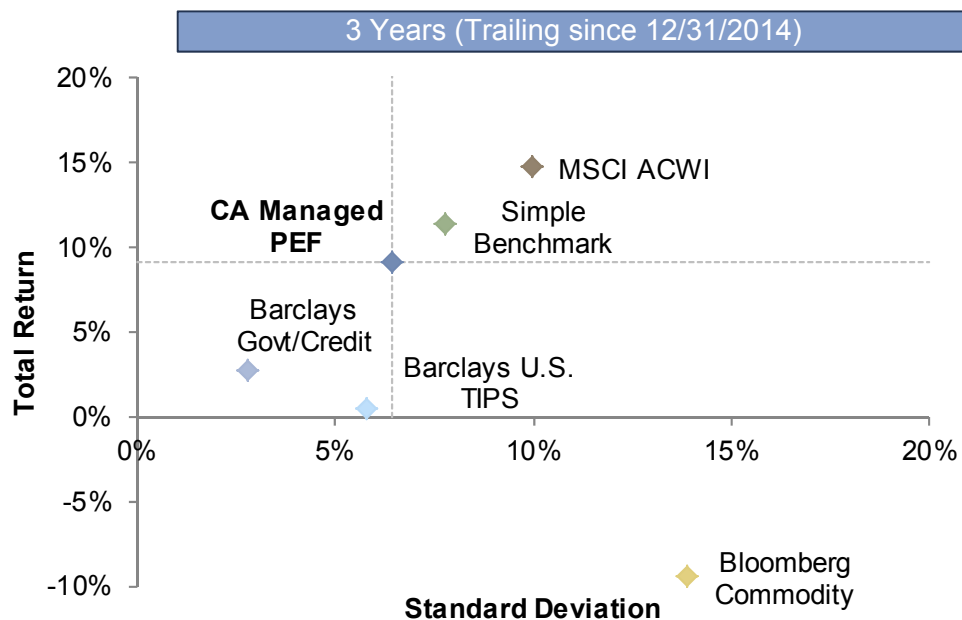 3 Years (Trailing since 12/31/2014)
20%
15%
MSCI ACWI
CA Managed
PEF
Simple
Benchmark
10%
Total Return
Barclays
Govt/Credit
5%
Barclays U.S.
TIPS
0%
0%
5%
10%
15%
20%
-5%
-10%
Bloomberg
Commodity
Standard Deviation